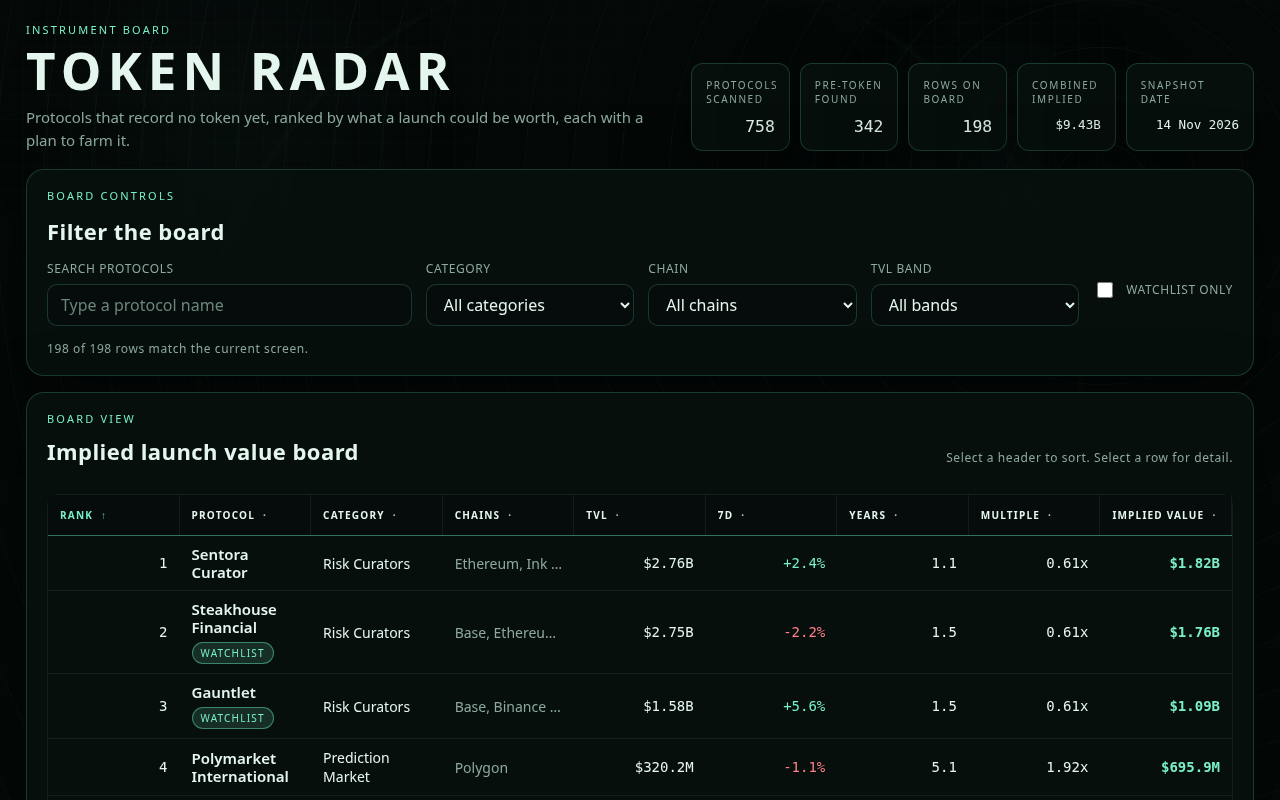 INSTRUMENT BOARD
TOKEN RADAR
Protocols that record no token yet, ranked by what a launch could be worth, each with a
plan to farm it.
PROTOCOLS
SCANNED
758
PRE-TOKEN
FOUND
342
ROWS ON
BOARD
198
COMBINED
IMPLIED
$9.43B
SNAPSHOT
DATE
14 Nov 2026
BOARD CONTROLS
Filter the board
SEARCH PROTOCOLS
Type a protocol name
CATEGORY
All categories
CHAIN
All chains
TVL BAND
All bands
WATCHLIST ONLY
198 of 198 rows match the current screen.
BOARD VIEW
Implied launch value board
Select a header to sort. Select a row for detail.
RANK ↑ PROTOCOL · CATEGORY · CHAINS · TVL · 7D · YEARS · MULTIPLE · IMPLIED VALUE ·
1 Sentora Curator Risk Curators Ethereum, Ink ... $2.76B +2.4% 1.1 0.61x $1.82B
2 Steakhouse Financial WATCHLIST Risk Curators Base, Ethereu... $2.75B -2.2% 1.5 0.61x $1.76B
3 Gauntlet WATCHLIST Risk Curators Base, Binance ... $1.58B +5.6% 1.5 0.61x $1.09B
4 Polymarket International Prediction Market Polygon $320.2M -1.1% 5.1 1.92x $695.9M